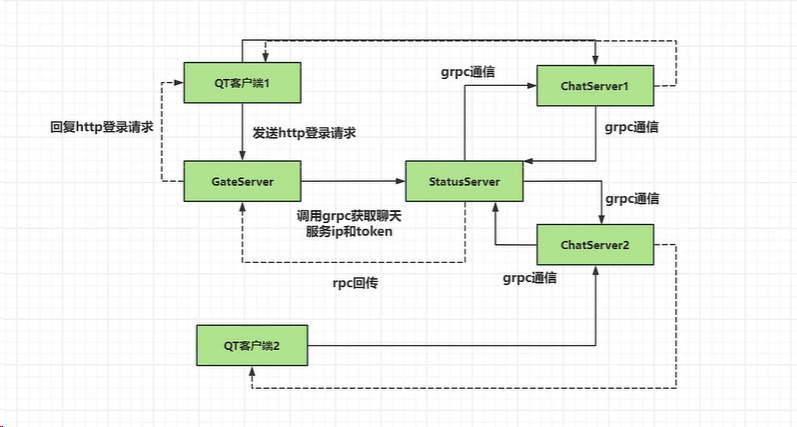 QT客户端1
grpc通信
ChatServer1
回复http登录请求
发送http登录请求
grpc通信
GateServer
StatusServer
grpc通信
调用grpc获取聊天
服务ip和token
ChatServer2
rpc回传
grpc通信
QT客户端2